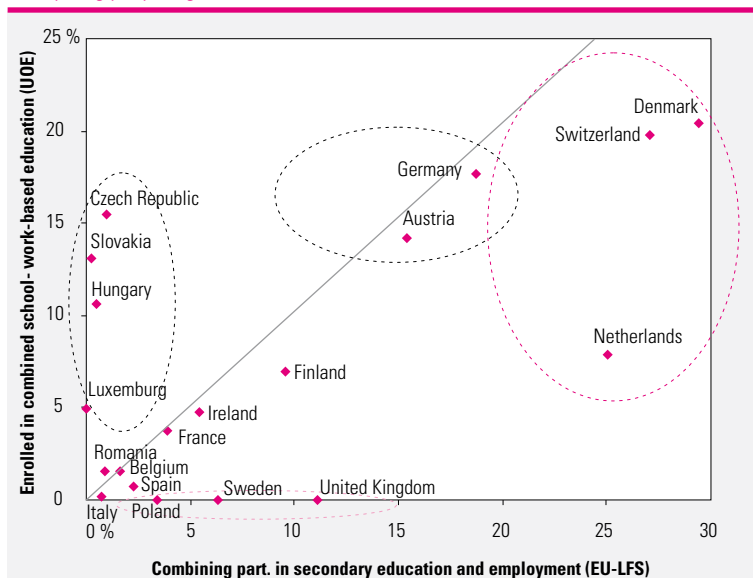 25 %
Enrolled in combined school- work-based education (UOE)
Denmark
20
Switzerland
Germany
Czech Republic
15
Austria
Slovakia
Hungary
10
Netherlands
Finland
Luxemburg
5
Ireland
France
Romania
Belgium
Spain
Sweden
United Kingdom
0
Italy
Poland
0 %
5
10
15
20
25
30
Combining part. in secondary education and employment (EU-LFS)